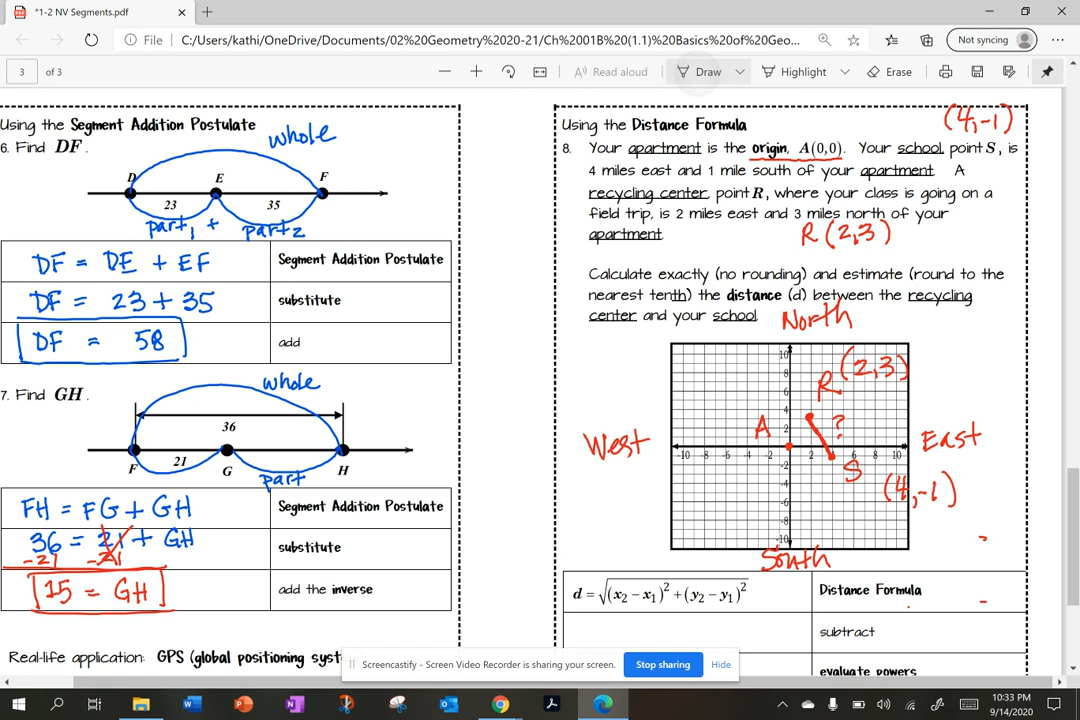 *1-2 NV Segments.pdf
File
C:/Users/kathi/OneDrive/Documents/02%20Geometry%2020-21/Ch%2001B%20(1.1)%20Basics%20of%20Geo...
Not syncing
3
of 3
Read aloud
Draw
Highlight
Erase
Using the Segment Addition Postulate
6. Find DF.
whole
D
E
F
23
35
part1 + part2
DF = DE + EF
Segment Addition Postulate
DF = 23 + 35
substitute
DF = 58
add
7. Find GH.
whole
36
F
21
G
H
part
FH = FG + GH
Segment Addition Postulate
36 = 21 + GH
substitute
-21 -21
15 = GH
add the inverse
Real-life application: GPS (global positioning syst
Using the Distance Formula
(4,-1)
8. Your apartment is the origin, A(0,0). Your school, point S, is
4 miles east and 1 mile south of your apartment. A
recycling center, point R, where your class is going on a
field trip, is 2 miles east and 3 miles north of your
apartment.
R(2,3)
Calculate exactly (no rounding) and estimate (round to the
nearest tenth) the distance (d) between the recycling
center and your school.
North
10
8
6
4
2
R(2,3)
A
?
West
East
-10 -8 -6 -4 -2
2 4 6 8 10
S
(4,-1)
-2
-4
-6
-8
-10
South
d = √(x2 − x1)² + (y2 − y1)²
Distance Formula
subtract
evaluate powers
Screencastify - Screen Video Recorder is sharing your screen.
Stop sharing
Hide
10:33 PM
9/14/2020